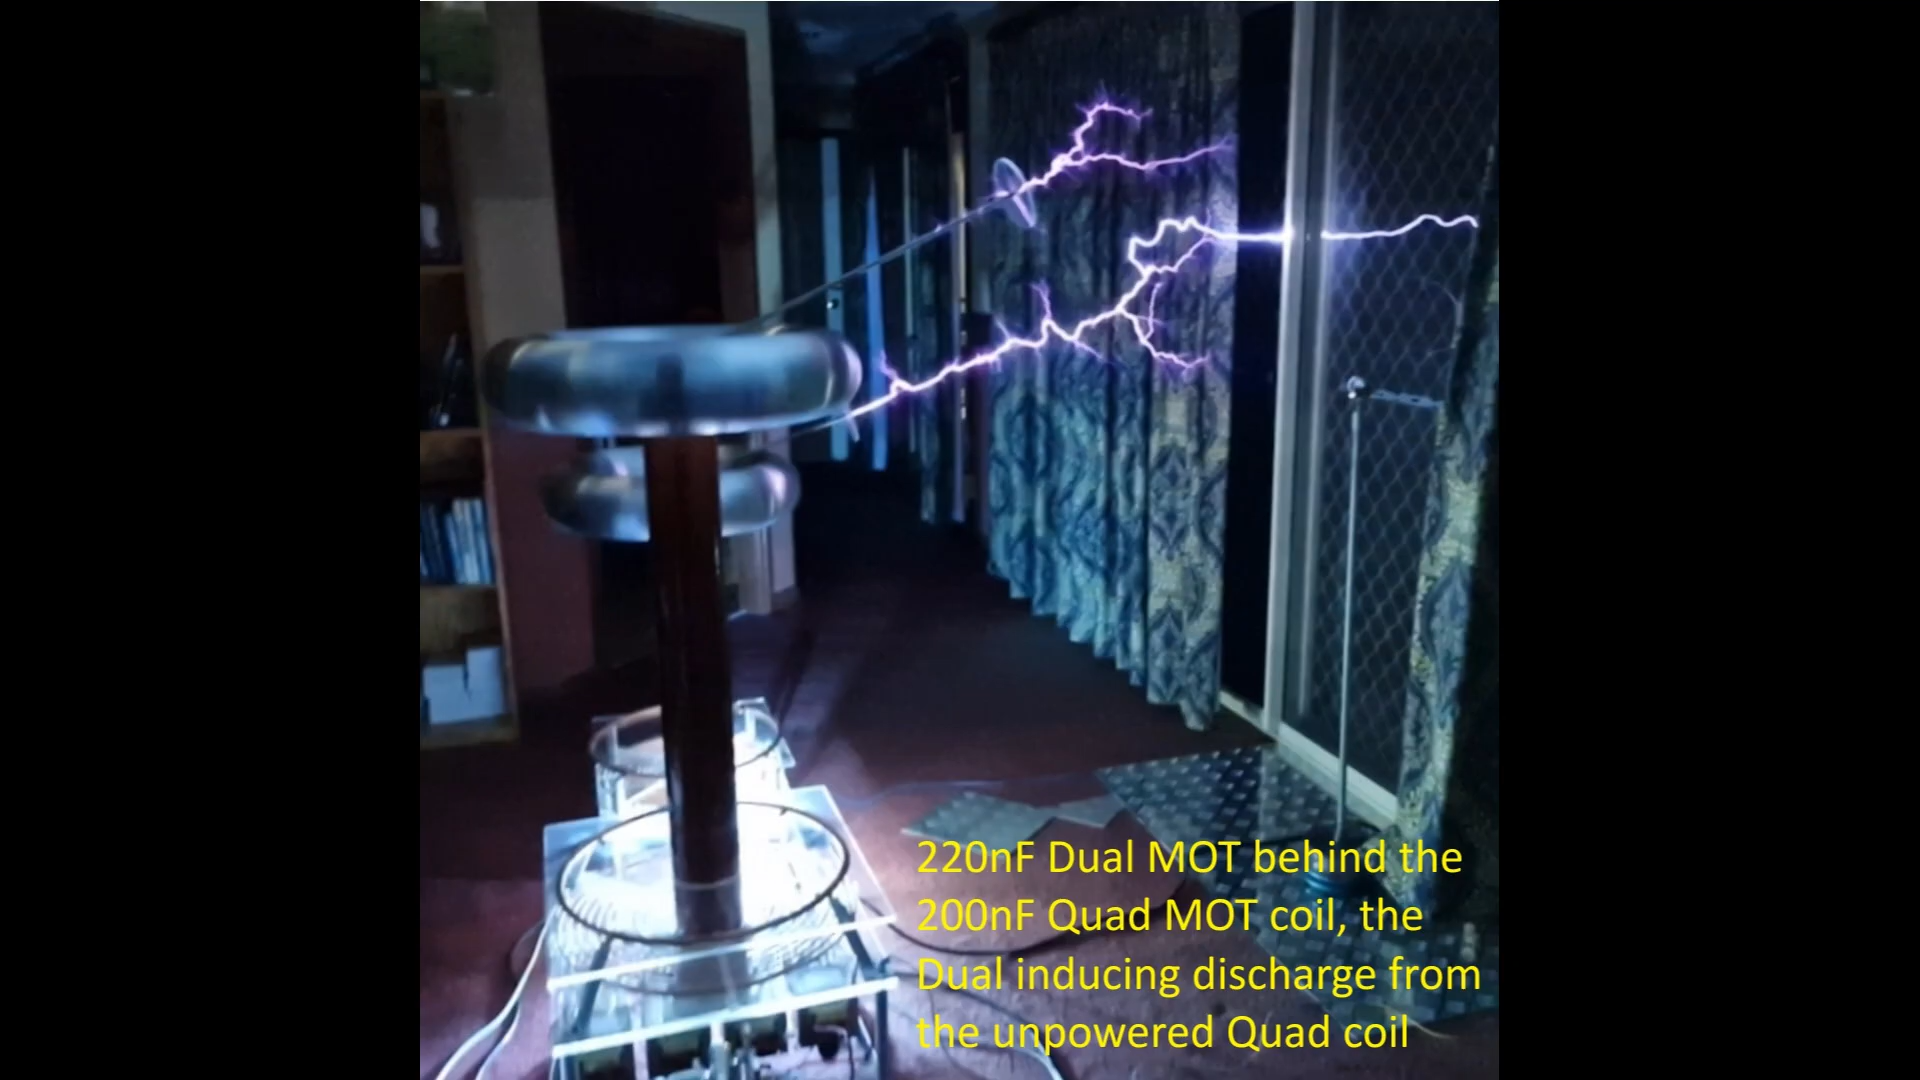 220nF Dual MOT behind the
200nF Quad MOT coil, the
Dual inducing discharge from
the unpowered Quad coil